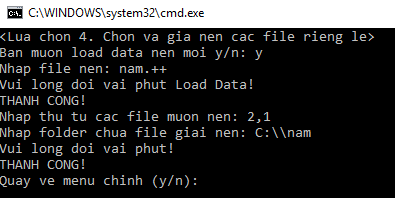 C:\WINDOWS\system32\cmd.exe
<Lua chon 4. Chon va gia nen cac file rieng le>
Ban muon load data nen moi y/n: y
Nhap file nen: nam.++
Vui long doi vai phut Load Data!
THANH CONG!
Nhap thu tu cac file muon nen: 2,1
Nhap folder chua file giai nen: C:\\nam
Vui long doi vai phut!
THANH CONG!
Quay ve menu chinh (y/n):